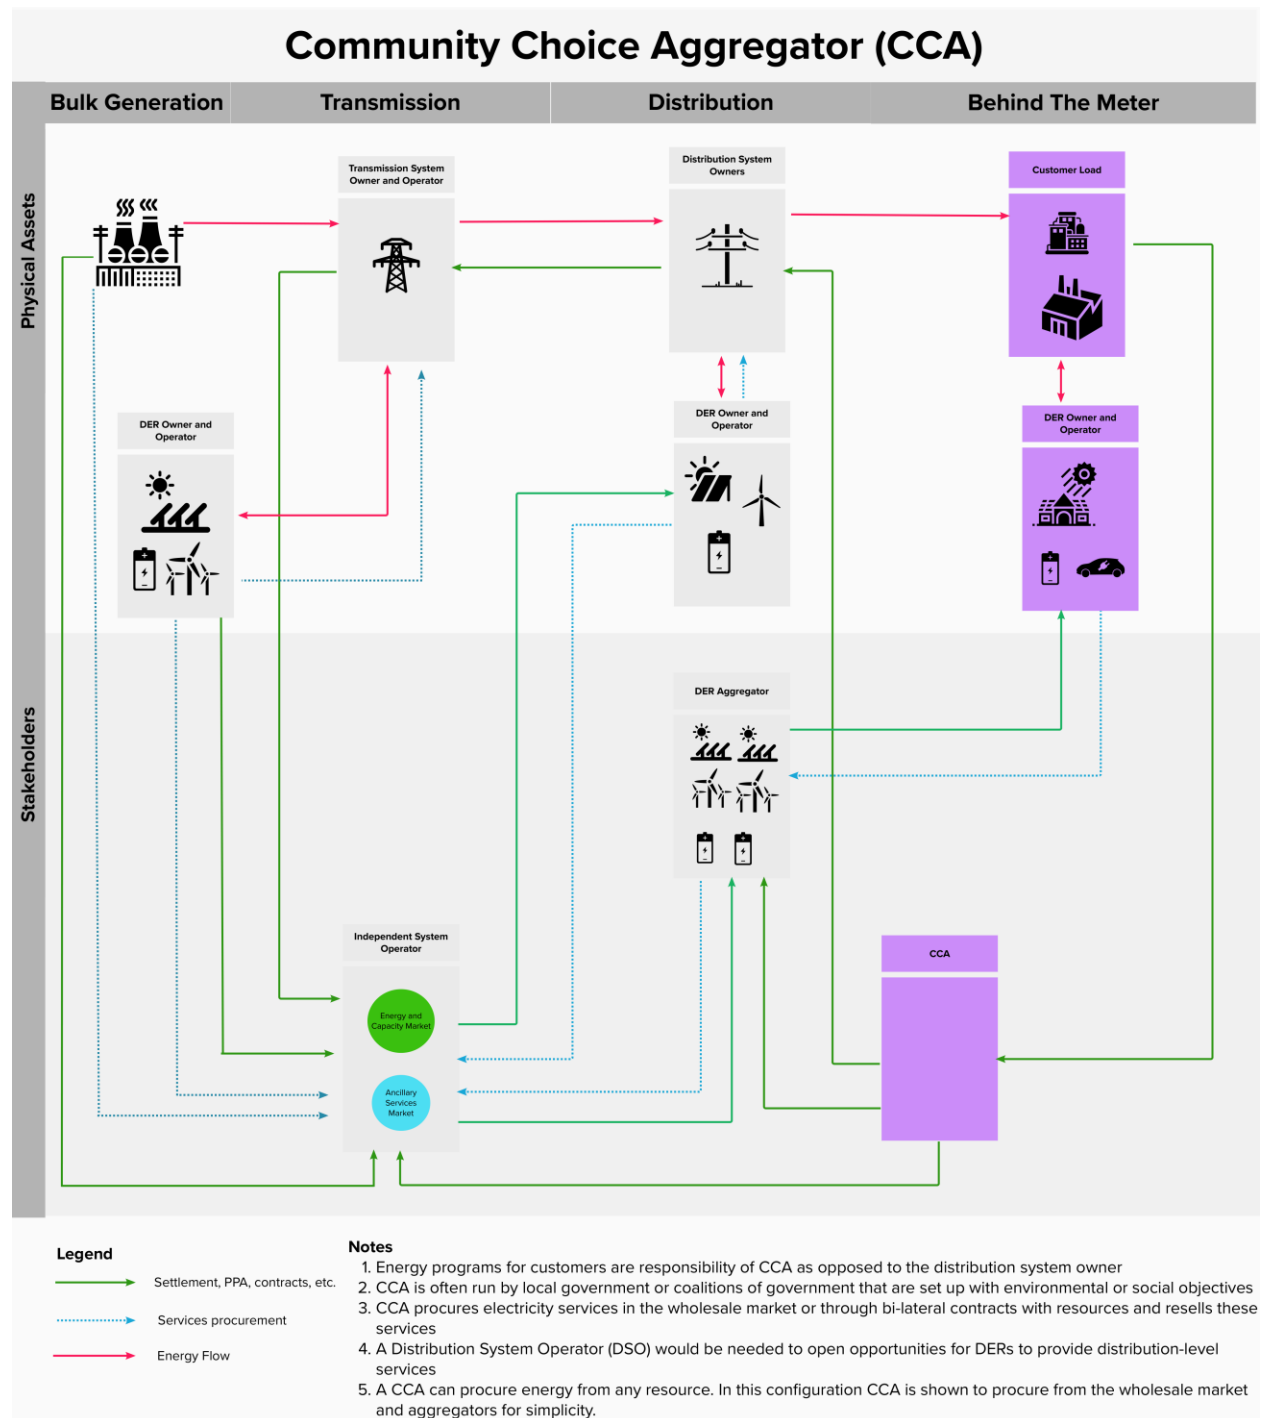 Community Choice Aggregator (CCA)
Bulk Generation
Transmission
Distribution
Behind The Meter
Physical Assets
Transmission System
Owner and Operator
Distribution System
Owners
Customer Load
DER Owner and
Operator
DER Owner and
Operator
DER Owner and
Operator
Stakeholders
DER Aggregator
Independent System
Operator
Energy and
Capacity Market
Ancillary
Services
Market
CCA
Legend
Settlement, PPA, contracts, etc.
Services procurement
Energy Flow
Notes
1. Energy programs for customers are responsibility of CCA as opposed to the distribution system owner
2. CCA is often run by local government or coalitions of government that are set up with environmental or social objectives
3. CCA procures electricity services in the wholesale market or through bi-lateral contracts with resources and resells these
services
4. A Distribution System Operator (DSO) would be needed to open opportunities for DERs to provide distribution-level
services
5. A CCA can procure energy from any resource. In this configuration CCA is shown to procure from the wholesale market
and aggregators for simplicity.